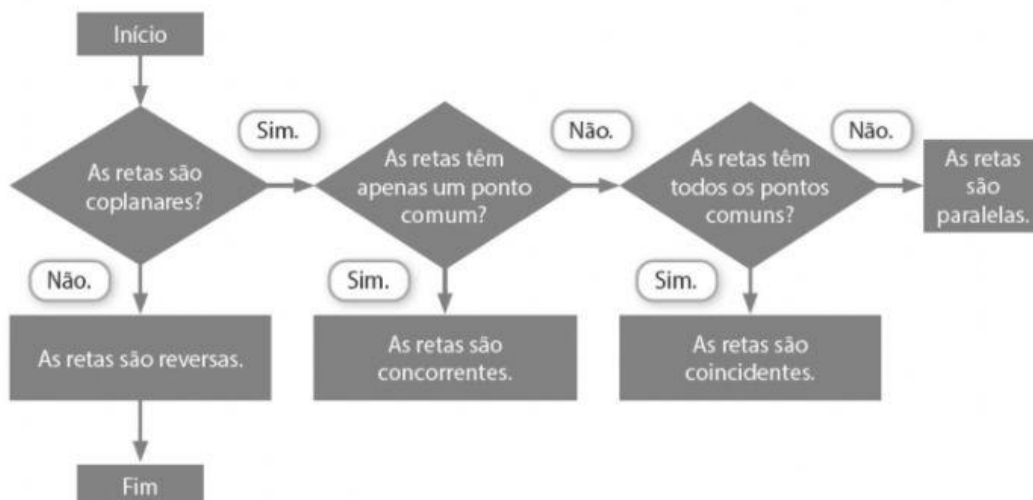 Início
As retas são
coplanares?
Sim.
As retas têm
apenas um ponto
comum?
Não.
As retas têm
todos os pontos
comuns?
Não.
As retas
são
paralelas.
Não.
As retas são reversas.
Sim.
As retas são
concorrentes.
Sim.
As retas são
coincidentes.
Fim